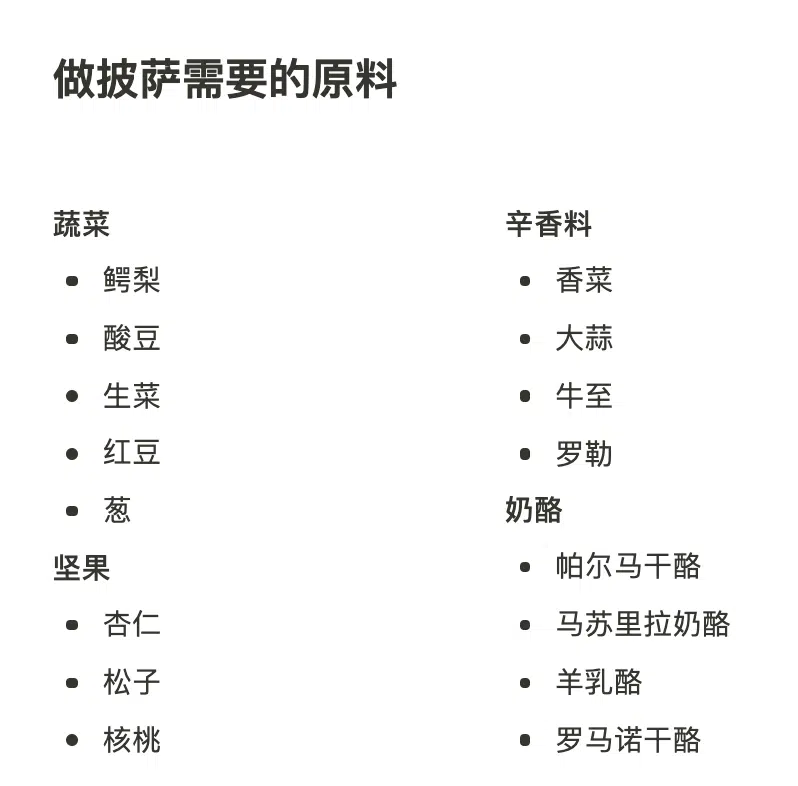 做披萨需要的原料
蔬菜
鳄梨
酸豆
生菜
红豆
葱
坚果
杏仁
松子
核桃
辛香料
香菜
大蒜
牛至
罗勒
奶酪
帕尔马干酪
马苏里拉奶酪
羊乳酪
罗马诺干酪